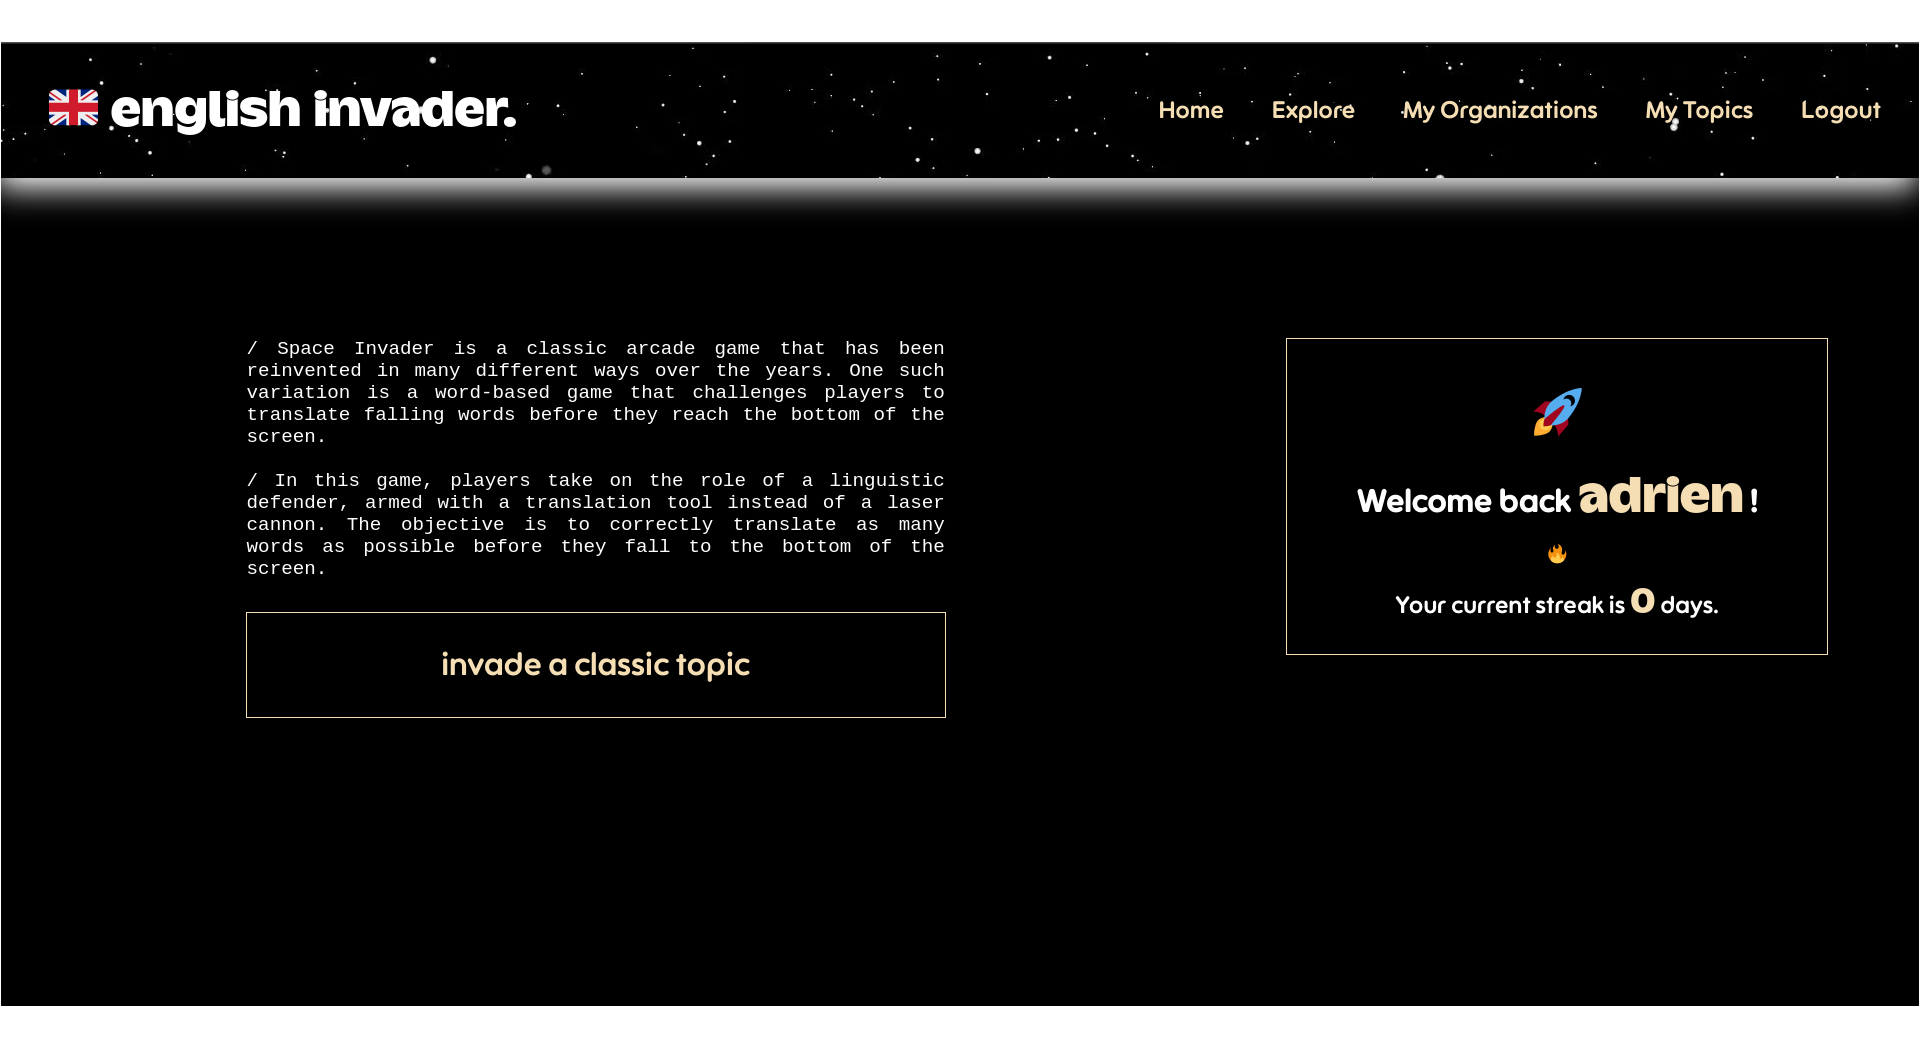 english invader.
Home Explore My Organizations My Topics Logout
/ Space Invader is a classic arcade game that has been
reinvented in many different ways over the years. One such
variation is a word-based game that challenges players to
translate falling words before they reach the bottom of the
screen.
/ In this game, players take on the role of a linguistic
defender, armed with a translation tool instead of a laser
cannon. The objective is to correctly translate as many
words as possible before they fall to the bottom of the
screen.
invade a classic topic
Welcome back adrien !
Your current streak is 0 days.